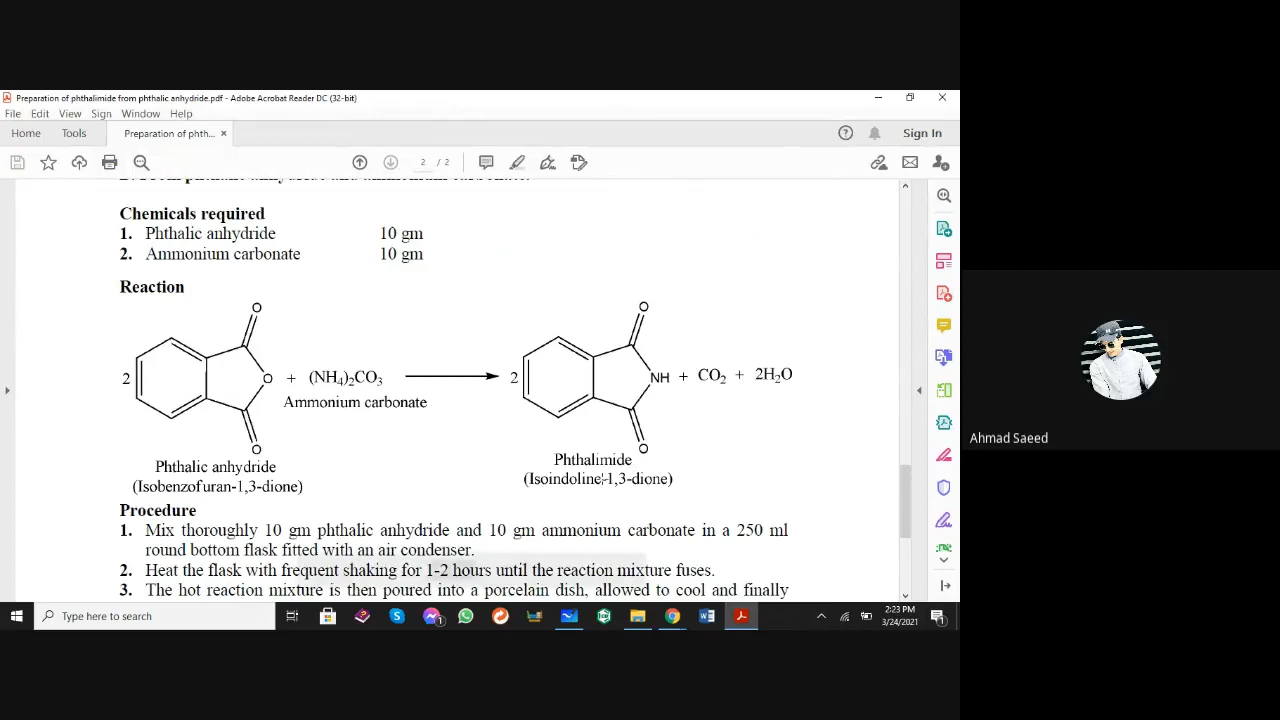 Preparation of phthalimide from phthalic anhydride.pdf - Adobe Acrobat Reader DC (32-bit)
File Edit View Sign Window Help
Home Tools Preparation of phth... × Sign In
2 / 2
Chemicals required
1. Phthalic anhydride 10 gm
2. Ammonium carbonate 10 gm
Reaction
O O
2 O + (NH4)2CO3 2 NH + CO2 + 2H2O
Ammonium carbonate
O O
Phthalic anhydride Phthalimide
(Isobenzofuran-1,3-dione) (Isoindoline-1,3-dione)
Procedure
1. Mix thoroughly 10 gm phthalic anhydride and 10 gm ammonium carbonate in a 250 ml
round bottom flask fitted with an air condenser.
2. Heat the flask with frequent shaking for 1-2 hours until the reaction mixture fuses.
3. The hot reaction mixture is then poured into a porcelain dish, allowed to cool and finally
Type here to search
2:23 PM
3/24/2021
Ahmad Saeed